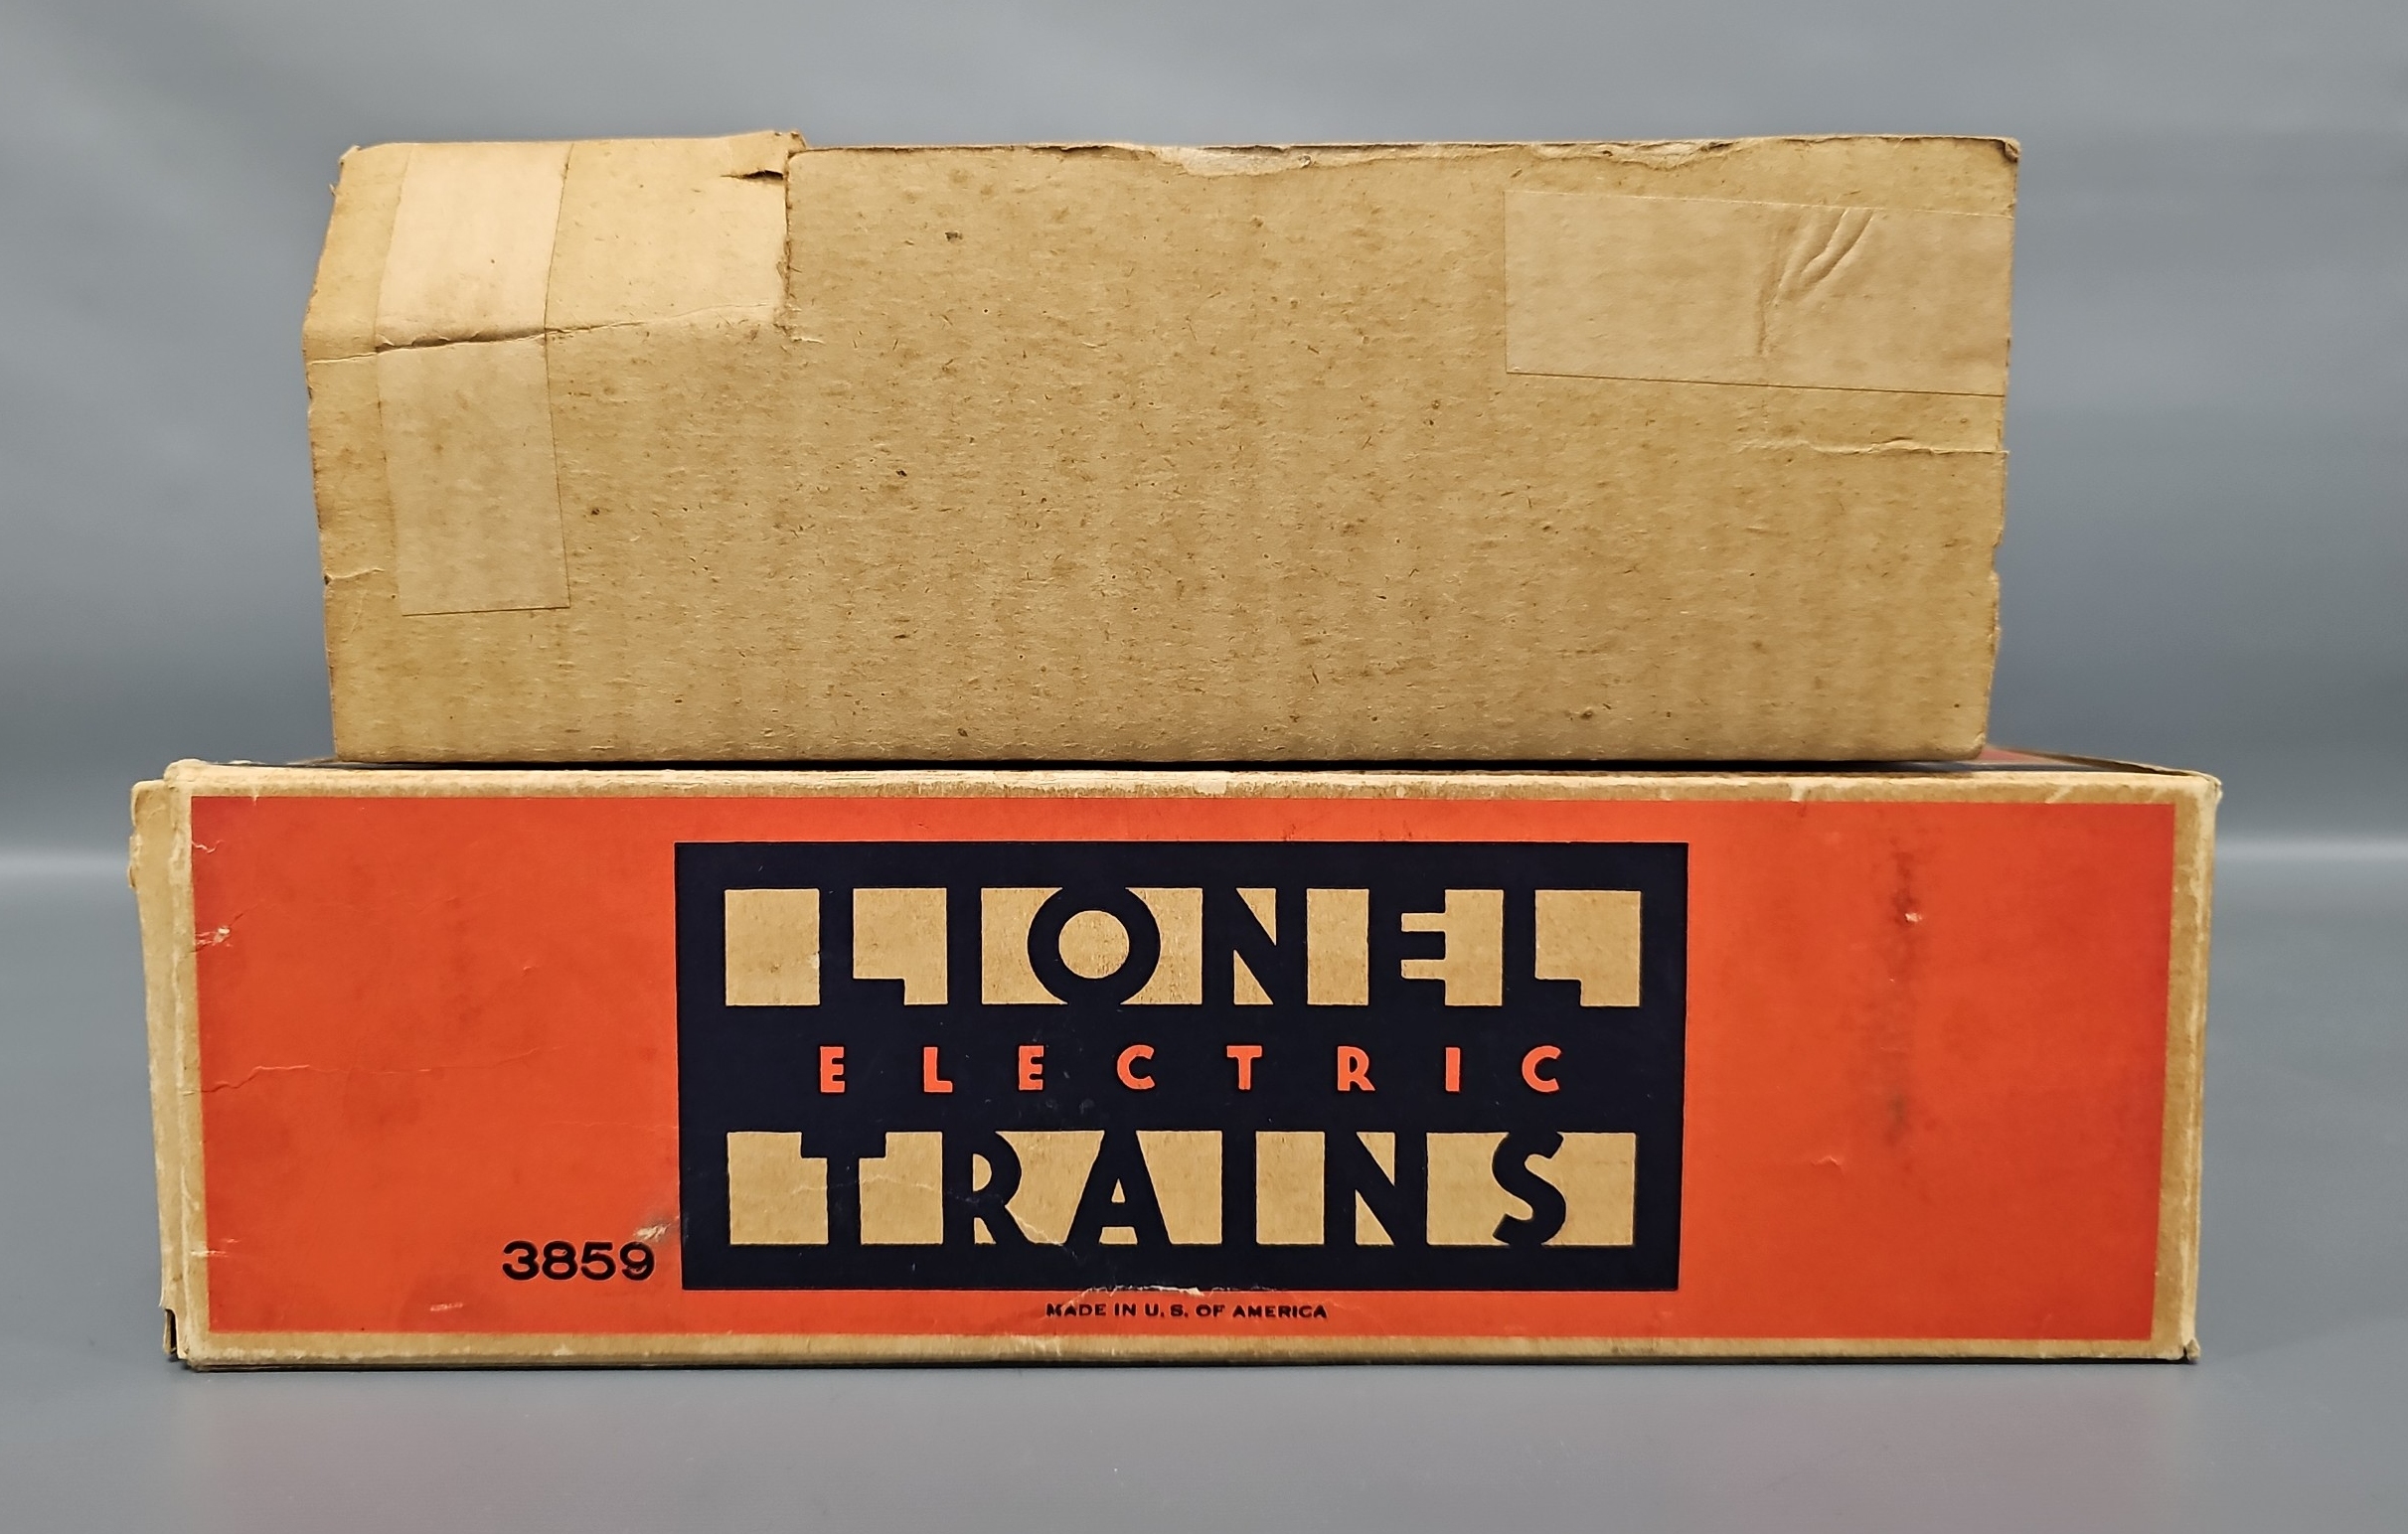 LIONEL
ELECTRIC
TRAINS
3859
MADE IN U. S. OF AMERICA